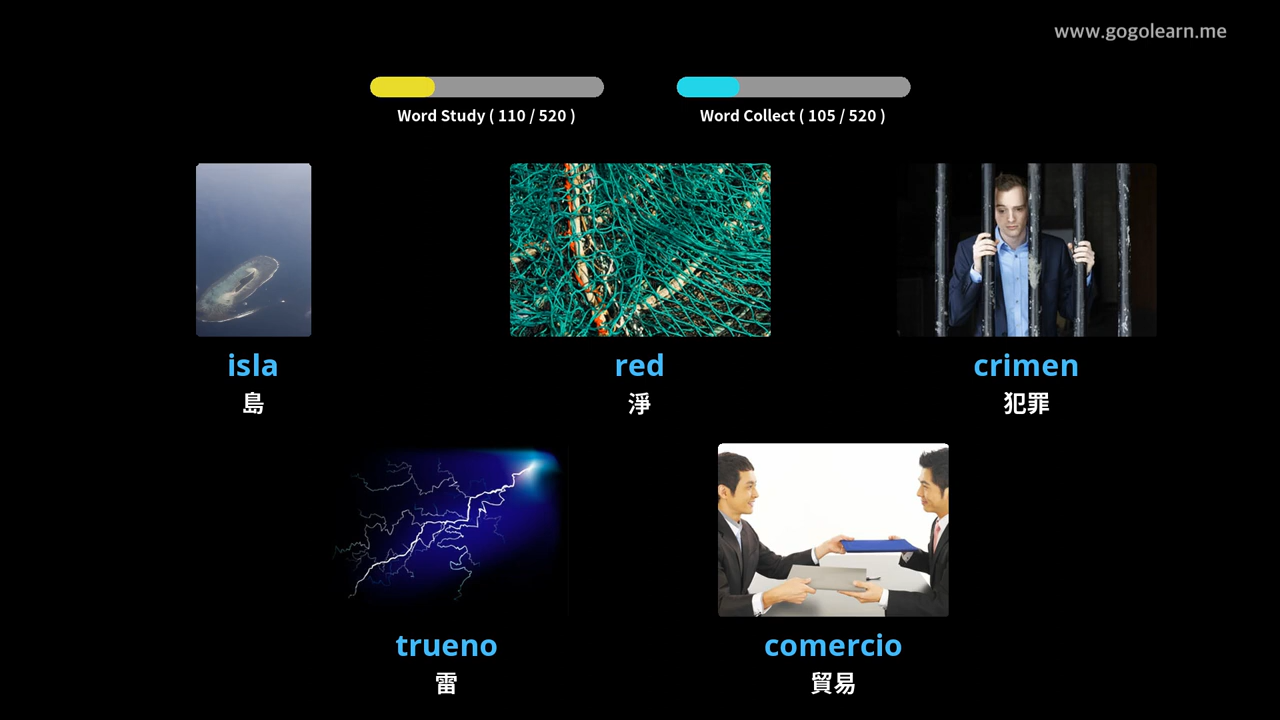 www.gogolearn.me
Word Study ( 110 / 520 )
Word Collect ( 105 / 520 )
isla
島
red
淨
crimen
犯罪
trueno
雷
comercio
貿易